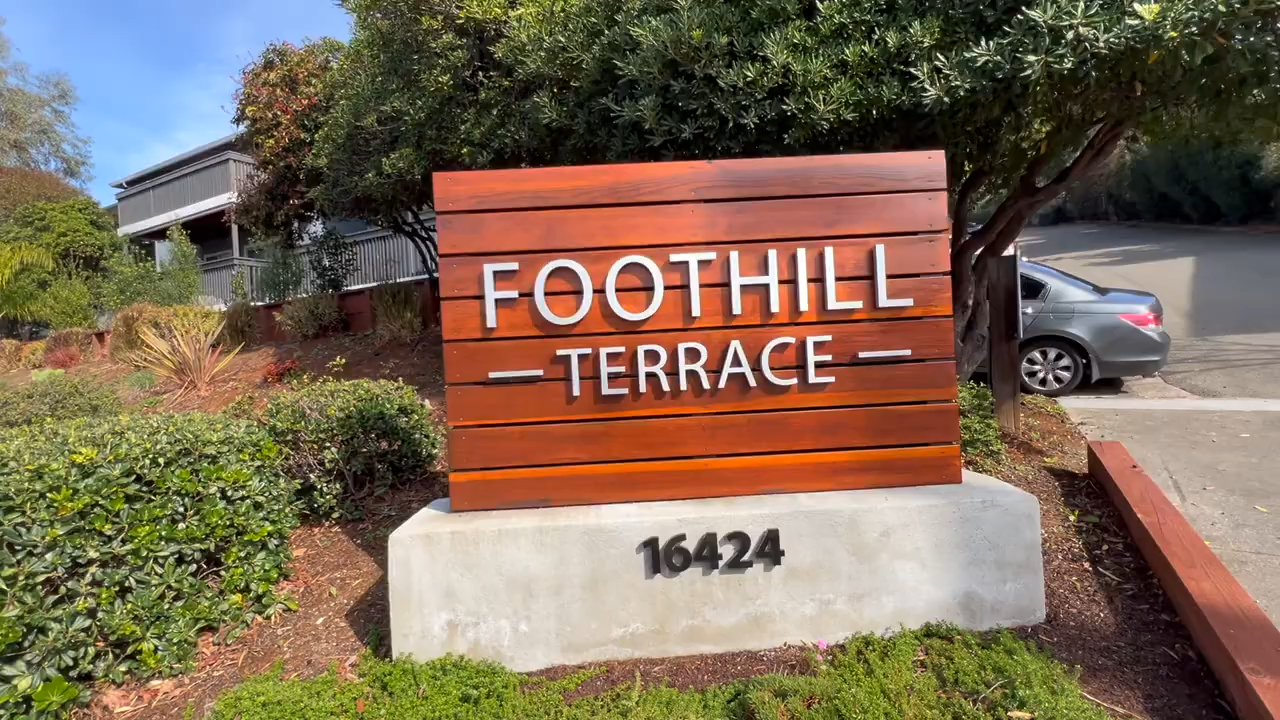 FOOTHILL
— TERRACE —
16424